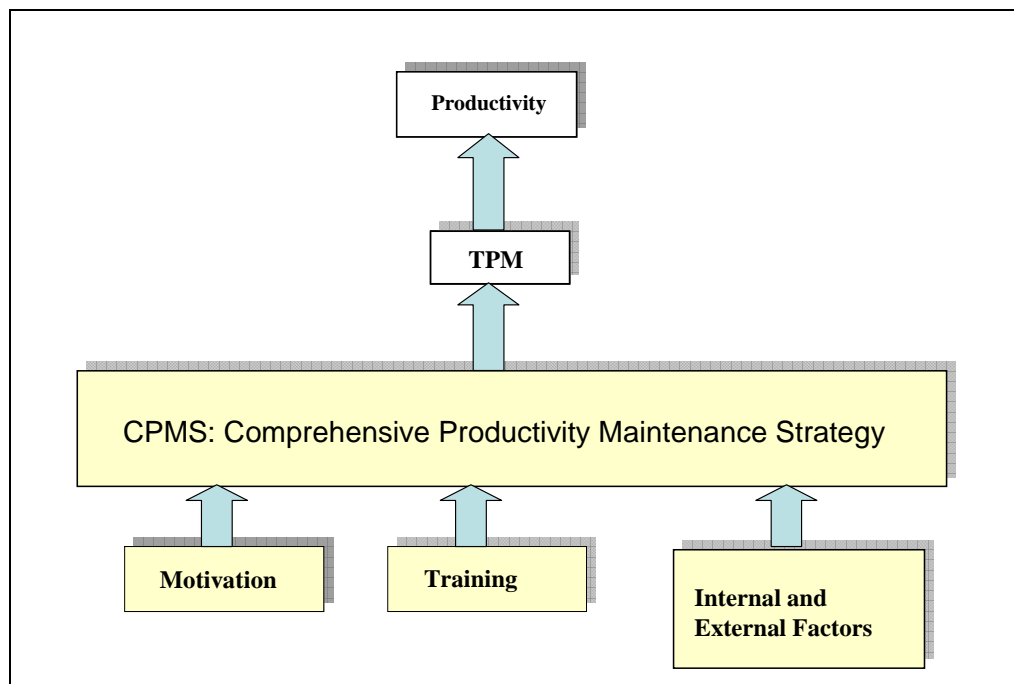 Productivity
TPM
CPMS: Comprehensive Productivity Maintenance Strategy
Motivation
Training
Internal and
External Factors